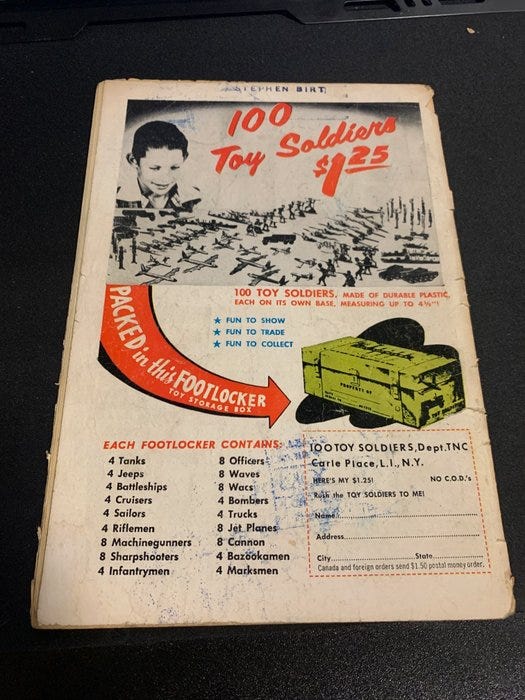 STEPHEN BIRT
100
Toy Soldiers
$1.25
100 TOY SOLDIERS, MADE OF DURABLE PLASTIC,
EACH ON ITS OWN BASE, MEASURING UP TO 4½"!
★ FUN TO SHOW
★ FUN TO TRADE
★ FUN TO COLLECT
PACKED in this FOOTLOCKER
TOY STORAGE BOX
PROPERTY OF
EACH FOOTLOCKER CONTAINS:
4 Tanks
4 Jeeps
4 Battleships
4 Cruisers
4 Sailors
4 Riflemen
8 Machinegunners
8 Sharpshooters
4 Infantrymen
8 Officers
8 Waves
8 Wacs
4 Bombers
4 Trucks
8 Jet Planes
8 Cannon
4 Bazookamen
4 Marksmen
100 TOY SOLDIERS, Dept. TNC
Carle Place, L.I., N.Y.
HERE'S MY $1.25! NO C.O.D.'s
Rush the TOY SOLDIERS TO ME!
Name
Address
City State
Canada and foreign orders send $1.50 postal money order.